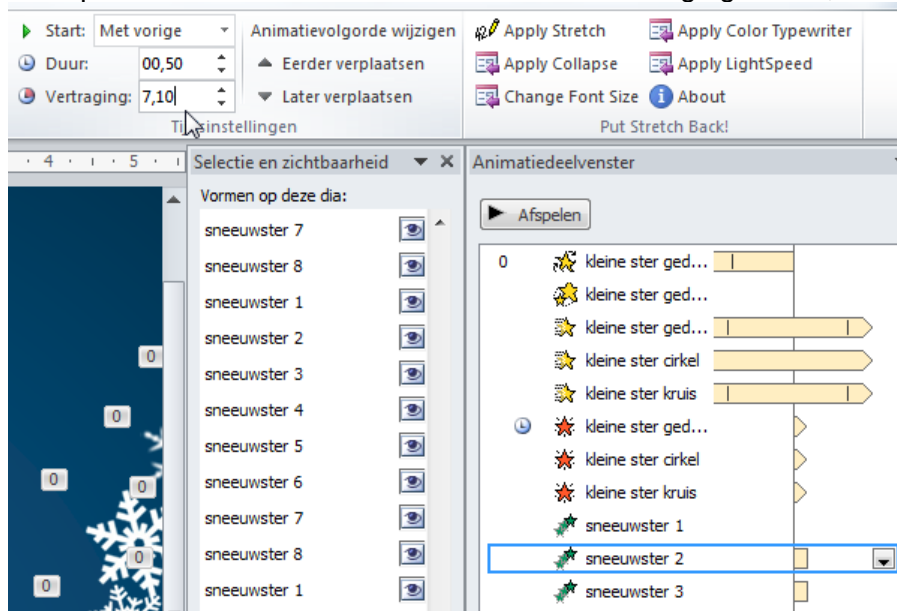 Start: Met vorige
Duur: 00,50
Vertraging: 7,10
Animatievolgorde wijzigen
Eerder verplaatsen
Later verplaatsen
Apply Stretch
Apply Collapse
Change Font Size
Apply Color Typewriter
Apply LightSpeed
About
Put Stretch Back!
4 5
Selectie en zichtbaarheid
Vormen op deze dia:
sneeuwster 7
sneeuwster 8
sneeuwster 1
sneeuwster 2
sneeuwster 3
sneeuwster 4
sneeuwster 5
sneeuwster 6
sneeuwster 7
sneeuwster 8
sneeuwster 1
0
0
0
0
0
0
Animatiedeelvenster
Afspelen
0 kleine ster ged...
kleine ster ged...
kleine ster ged...
kleine ster cirkel
kleine ster kruis
kleine ster ged...
kleine ster cirkel
kleine ster kruis
sneeuwster 1
sneeuwster 2
sneeuwster 3